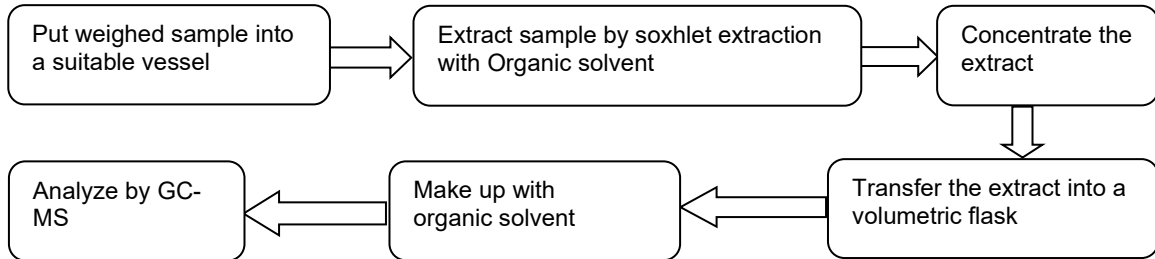 Put weighed sample into
a suitable vessel
Extract sample by soxhlet extraction
with Organic solvent
Concentrate the
extract
Transfer the extract into a
volumetric flask
Make up with
organic solvent
Analyze by GC-
MS